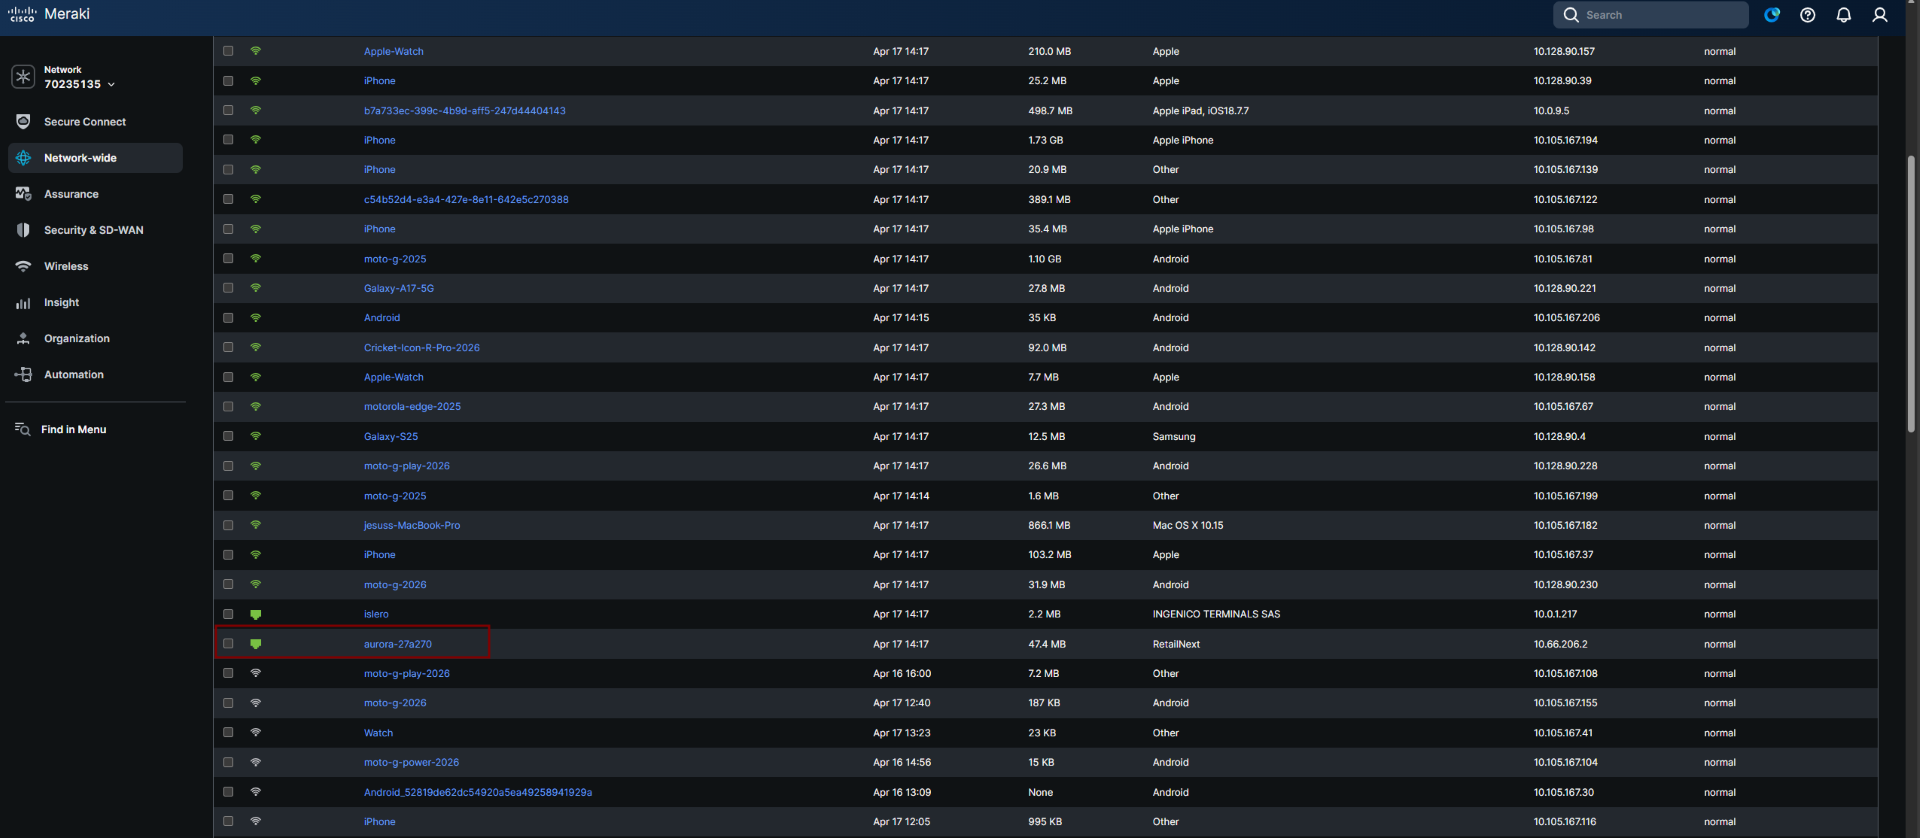 CISCO Meraki
Search
Network
70235135
Secure Connect
Network-wide
Assurance
Security & SD-WAN
Wireless
Insight
Organization
Automation
Find in Menu
Apple-Watch Apr 17 14:17 210.0 MB Apple 10.128.90.157 normal
iPhone Apr 17 14:17 25.2 MB Apple 10.128.90.39 normal
b7a733ec-399c-4b9d-aff5-247d44404143 Apr 17 14:17 498.7 MB Apple iPad, iOS18.7.7 10.0.9.5 normal
iPhone Apr 17 14:17 1.73 GB Apple iPhone 10.105.167.194 normal
iPhone Apr 17 14:17 20.9 MB Other 10.105.167.139 normal
c54b52d4-e3a4-427e-8e11-642e5c270388 Apr 17 14:17 389.1 MB Other 10.105.167.122 normal
iPhone Apr 17 14:17 35.4 MB Apple iPhone 10.105.167.98 normal
moto-g-2025 Apr 17 14:17 1.10 GB Android 10.105.167.81 normal
Galaxy-A17-5G Apr 17 14:17 27.8 MB Android 10.128.90.221 normal
Android Apr 17 14:15 35 KB Android 10.105.167.206 normal
Cricket-Icon-R-Pro-2026 Apr 17 14:17 92.0 MB Android 10.128.90.142 normal
Apple-Watch Apr 17 14:17 7.7 MB Apple 10.128.90.158 normal
motorola-edge-2025 Apr 17 14:17 27.3 MB Android 10.105.167.67 normal
Galaxy-S25 Apr 17 14:17 12.5 MB Samsung 10.128.90.4 normal
moto-g-play-2026 Apr 17 14:17 26.6 MB Android 10.128.90.228 normal
moto-g-2025 Apr 17 14:14 1.6 MB Other 10.105.167.199 normal
jesuss-MacBook-Pro Apr 17 14:17 866.1 MB Mac OS X 10.15 10.105.167.182 normal
iPhone Apr 17 14:17 103.2 MB Apple 10.105.167.37 normal
moto-g-2026 Apr 17 14:17 31.9 MB Android 10.128.90.230 normal
islero Apr 17 14:17 2.2 MB INGENICO TERMINALS SAS 10.0.1.217 normal
aurora-27a270 Apr 17 14:17 47.4 MB RetailNext 10.66.206.2 normal
moto-g-play-2026 Apr 16 16:00 7.2 MB Other 10.105.167.108 normal
moto-g-2026 Apr 17 12:40 187 KB Android 10.105.167.155 normal
Watch Apr 17 13:23 23 KB Other 10.105.167.41 normal
moto-g-power-2026 Apr 16 14:56 15 KB Android 10.105.167.104 normal
Android_52819de62dc54920a5ea49258941929a Apr 16 13:09 None Android 10.105.167.30 normal
iPhone Apr 17 12:05 995 KB Other 10.105.167.116 normal